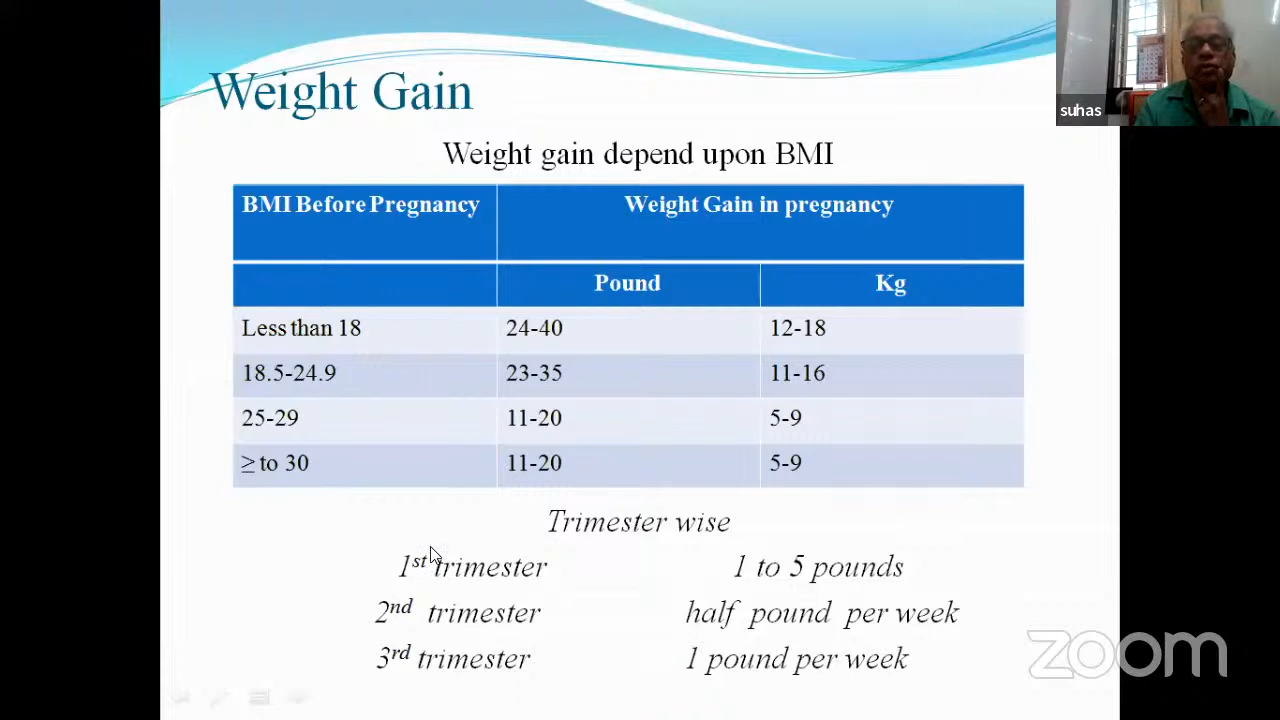 Weight Gain
suhas
Weight gain depend upon BMI
BMI Before Pregnancy Weight Gain in pregnancy
Pound Kg
Less than 18 24-40 12-18
18.5-24.9 23-35 11-16
25-29 11-20 5-9
≥ to 30 11-20 5-9
Trimester wise
1st trimester 1 to 5 pounds
2nd trimester half pound per week
3rd trimester 1 pound per week
zoom